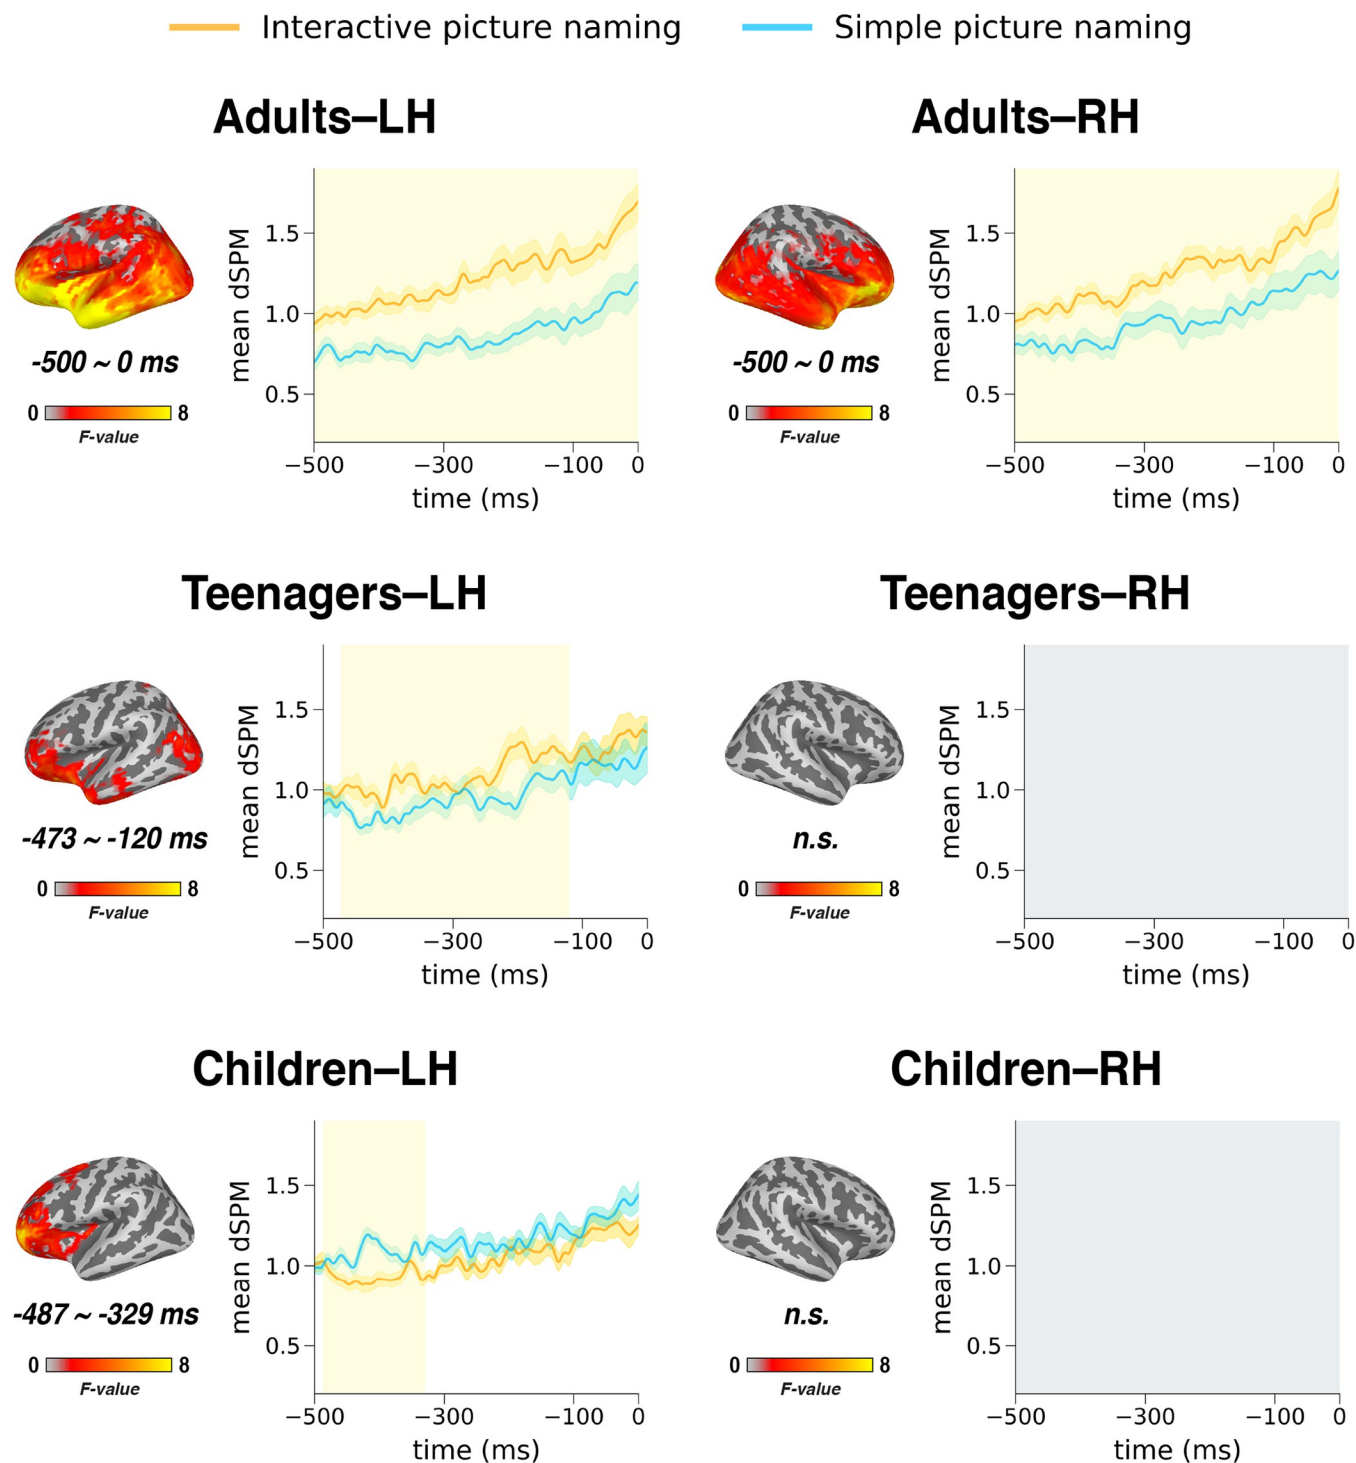 Interactive picture naming
Simple picture naming
Adults–LH
-500 ~ 0 ms
0
8
F-value
mean dSPM
1.5
1.0
0.5
−500
−300
−100
0
time (ms)
Adults–RH
-500 ~ 0 ms
0
8
F-value
mean dSPM
1.5
1.0
0.5
−500
−300
−100
0
time (ms)
Teenagers–LH
-473 ~ -120 ms
0
8
F-value
mean dSPM
1.5
1.0
0.5
−500
−300
−100
0
time (ms)
Teenagers–RH
n.s.
0
8
F-value
mean dSPM
1.5
1.0
0.5
−500
−300
−100
0
time (ms)
Children–LH
-487 ~ -329 ms
0
8
F-value
mean dSPM
1.5
1.0
0.5
−500
−300
−100
0
time (ms)
Children–RH
n.s.
0
8
F-value
mean dSPM
1.5
1.0
0.5
−500
−300
−100
0
time (ms)